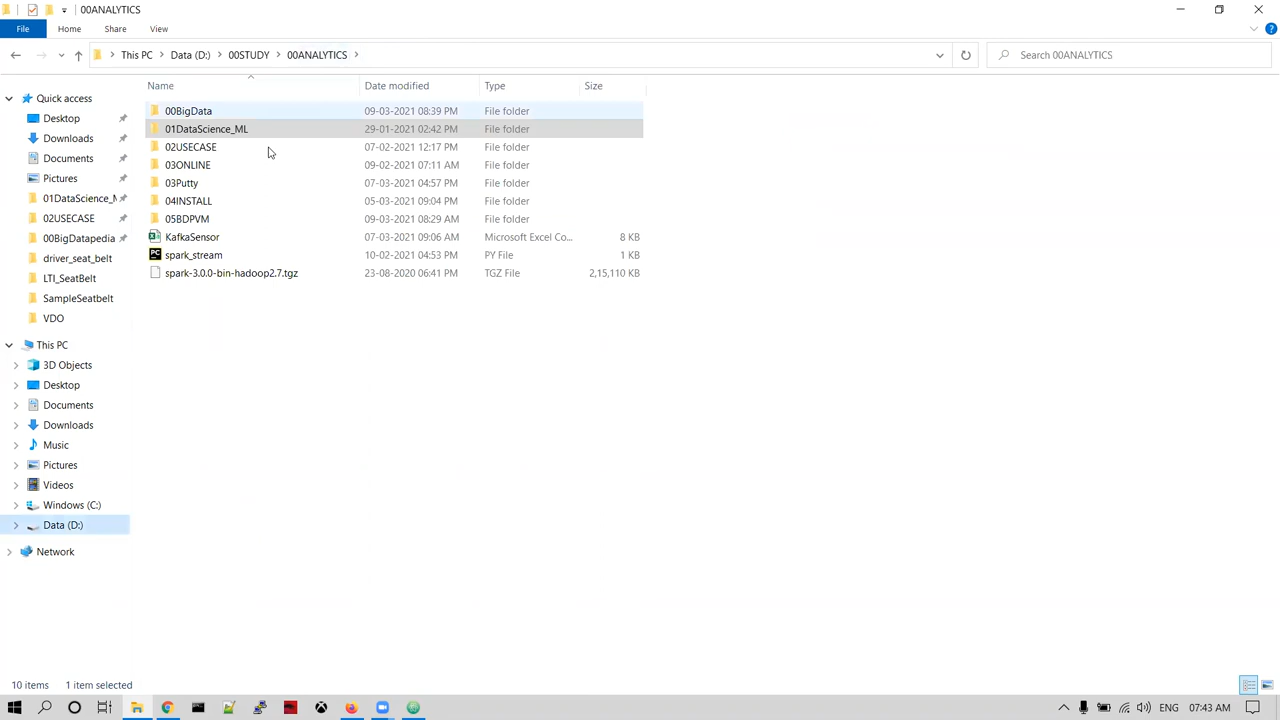 00ANALYTICS
File Home Share View
This PC Data (D:) 00STUDY 00ANALYTICS Search 00ANALYTICS
Name Date modified Type Size
Quick access
Desktop
Downloads
Documents
Pictures
01DataScience_M
02USECASE
00BigDatapedia
driver_seat_belt
LTI_SeatBelt
SampleSeatbelt
VDO
This PC
3D Objects
Desktop
Documents
Downloads
Music
Pictures
Videos
Windows (C:)
Data (D:)
Network
00BigData 09-03-2021 08:39 PM File folder
01DataScience_ML 29-01-2021 02:42 PM File folder
02USECASE 07-02-2021 12:17 PM File folder
03ONLINE 09-02-2021 07:11 AM File folder
03Putty 07-03-2021 04:57 PM File folder
04INSTALL 05-03-2021 09:04 PM File folder
05BDPVM 09-03-2021 08:29 AM File folder
KafkaSensor 07-03-2021 09:06 AM Microsoft Excel Co... 8 KB
spark_stream 10-02-2021 04:53 PM PY File 1 KB
spark-3.0.0-bin-hadoop2.7.tgz 23-08-2020 06:41 PM TGZ File 2,15,110 KB
10 items 1 item selected
ENG 07:43 AM